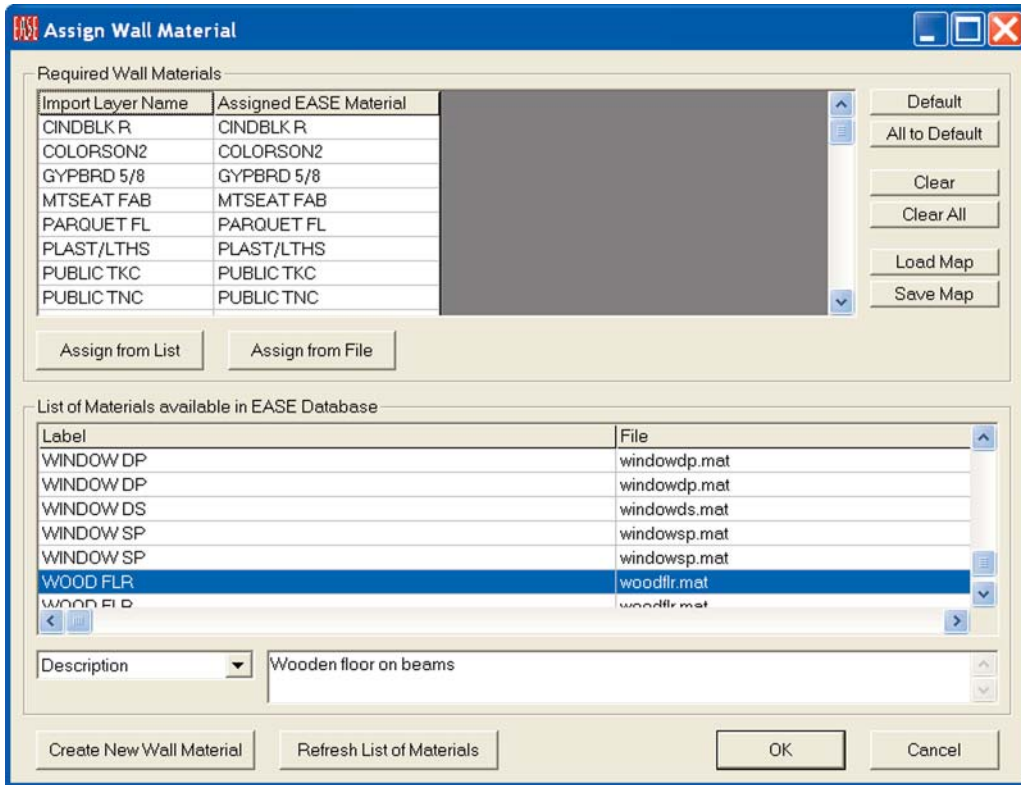 EASE Assign Wall Material
Required Wall Materials
Import Layer Name Assigned EASE Material
CINDBLK R CINDBLK R
COLORSON2 COLORSON2
GYPBRD 5/8 GYPBRD 5/8
MTSEAT FAB MTSEAT FAB
PARQUET FL PARQUET FL
PLAST/LTHS PLAST/LTHS
PUBLIC TKC PUBLIC TKC
PUBLIC TNC PUBLIC TNC
Default
All to Default
Clear
Clear All
Load Map
Save Map
Assign from List Assign from File
List of Materials available in EASE Database
Label File
WINDOW DP windowdp.mat
WINDOW DP windowdp.mat
WINDOW DS windowds.mat
WINDOW SP windowsp.mat
WINDOW SP windowsp.mat
WOOD FLR woodflr.mat
WOOD FLR woodflr.mat
Description Wooden floor on beams
Create New Wall Material Refresh List of Materials OK Cancel